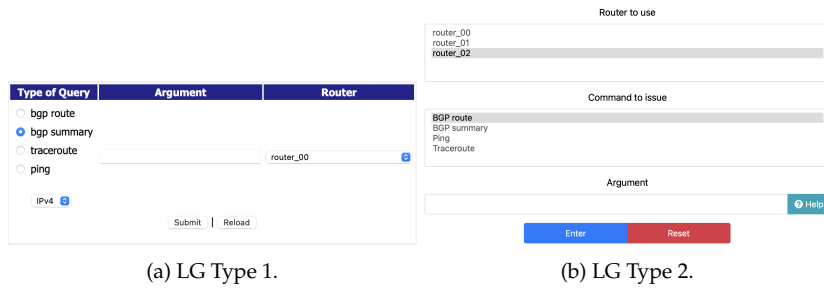 Type of Query Argument Router
bgp route
bgp summary
traceroute
ping
router_00
IPv4
Submit | Reload
(a) LG Type 1.
Router to use
router_00
router_01
router_02
Command to issue
BGP route
BGP summary
Ping
Traceroute
Argument
? Help
Enter Reset
(b) LG Type 2.